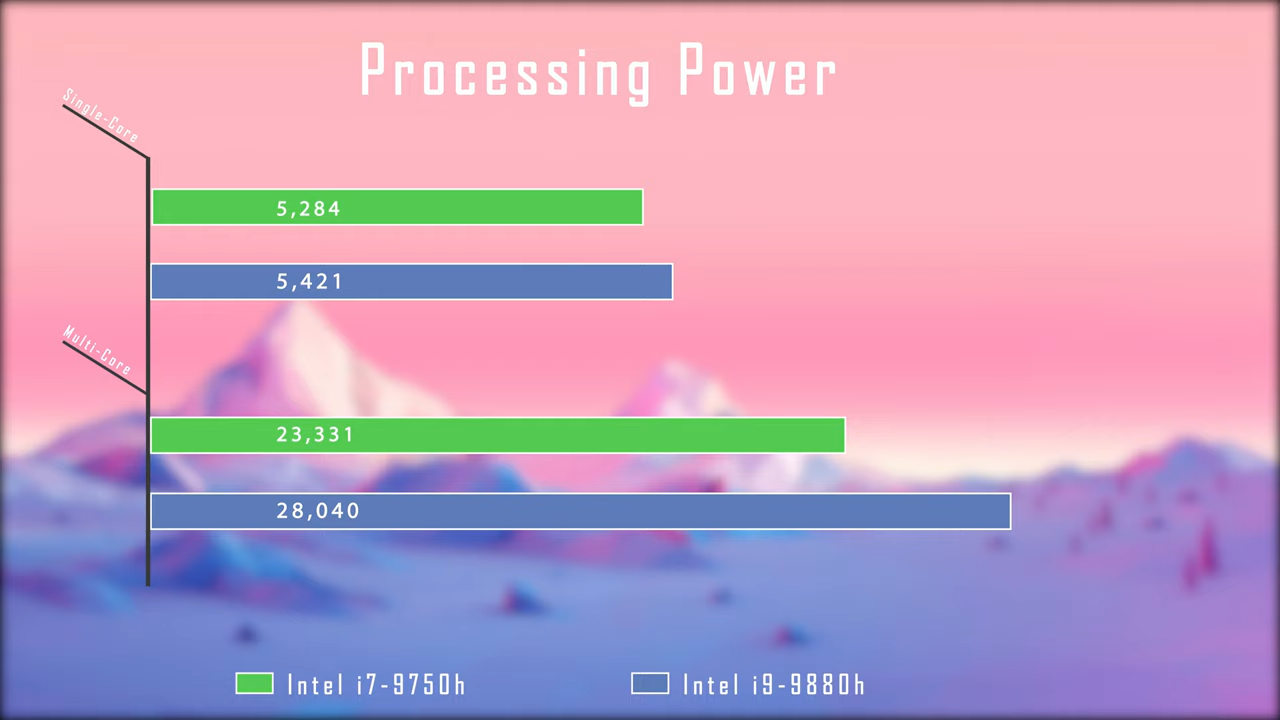 Processing Power
Single-Core
5,284
5,421
Multi-Core
23,331
28,040
Intel i7-9750h
Intel i9-9880h